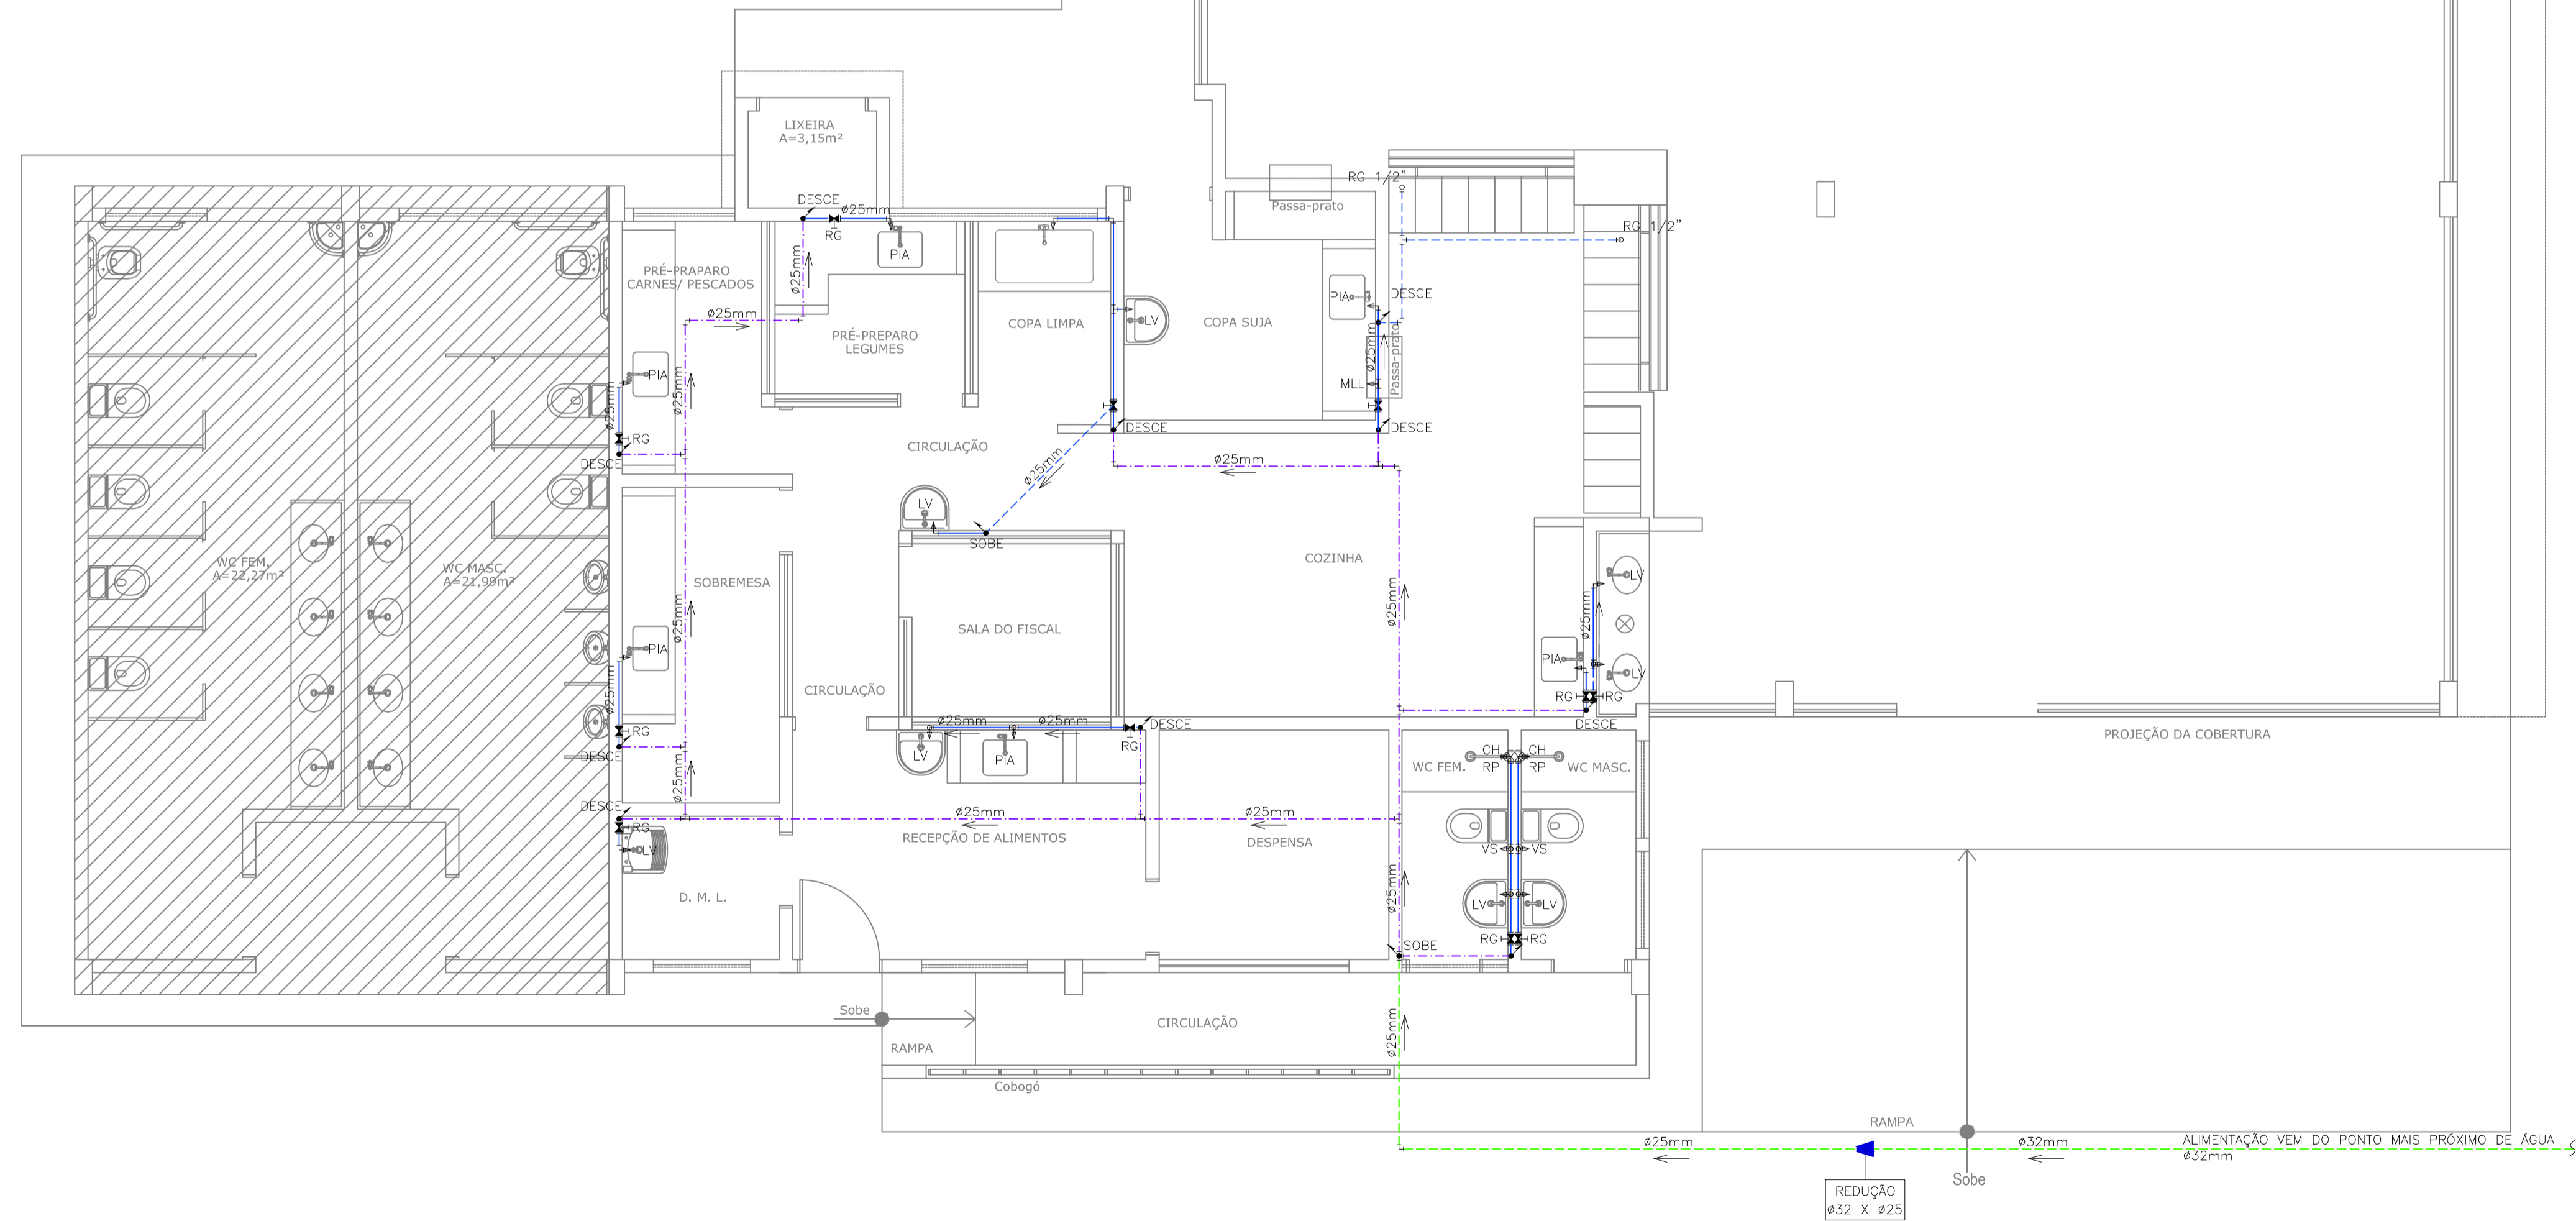 LIXEIRA
A=3,15m²
DESCE
ø25mm
RG
PIA
ø25mm
PRÉ-PRAPARO
CARNES/ PESCADOS
ø25mm
PRÉ-PREPARO
LEGUMES
COPA LIMPA
LV
COPA SUJA
Passa-prato
RG 1/2"
RG 1/2"
PIA
DESCE
ø25mm
Passa-prato
MLL
DESCE
DESCE
ø25mm
PIA
ø25mm
RG
DESCE
ø25mm
CIRCULAÇÃO
ø25mm
LV
SOBE
COZINHA
WC FEM.
A=22,27m²
WC MASC.
A=21,99m²
SOBREMESA
ø25mm
PIA
ø25mm
RG
DESCE
SALA DO FISCAL
CIRCULAÇÃO
ø25mm
LV
ø25mm
LV
PIA
RG
RG
DESCE
ø25mm
ø25mm
DESCE
RG
LV
PIA
ø25mm
DESCE
RG
LV
ø25mm
RECEPÇÃO DE ALIMENTOS
ø25mm
DESPENSA
D. M. L.
WC FEM.
CH
RP
CH
RP
WC MASC.
VS
VS
LV
LV
RG
RG
ø25mm
SOBE
PROJEÇÃO DA COBERTURA
Sobe
RAMPA
CIRCULAÇÃO
ø25mm
Cobogó
RAMPA
ø25mm
ø32mm
ALIMENTAÇÃO VEM DO PONTO MAIS PRÓXIMO DE ÁGUA
ø32mm
Sobe
REDUÇÃO
ø32 X ø25